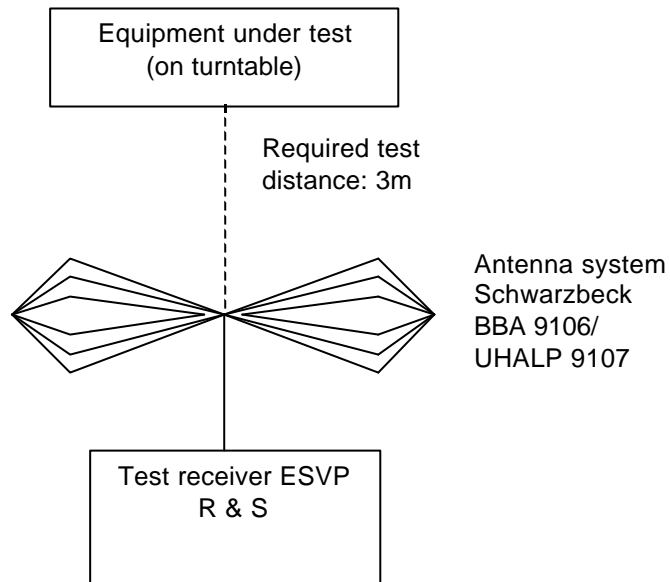 Equipment under test
(on turntable)
Required test
distance: 3m
Antenna system
Schwarzbeck
BBA 9106/
UHALP 9107
Test receiver ESVP
R & S